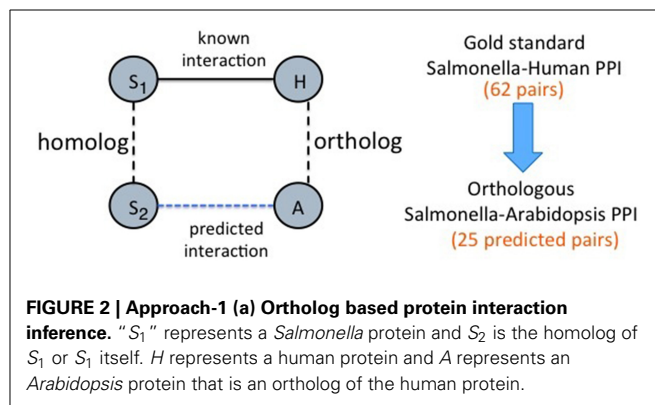 known
interaction
S1
H
homolog
ortholog
S2
A
predicted
interaction
Gold standard
Salmonella-Human PPI
(62 pairs)
Orthologous
Salmonella-Arabidopsis PPI
(25 predicted pairs)
FIGURE 2 | Approach-1 (a) Ortholog based protein interaction
inference. “S1” represents a Salmonella protein and S2 is the homolog of
S1 or S1 itself. H represents a human protein and A represents an
Arabidopsis protein that is an ortholog of the human protein.